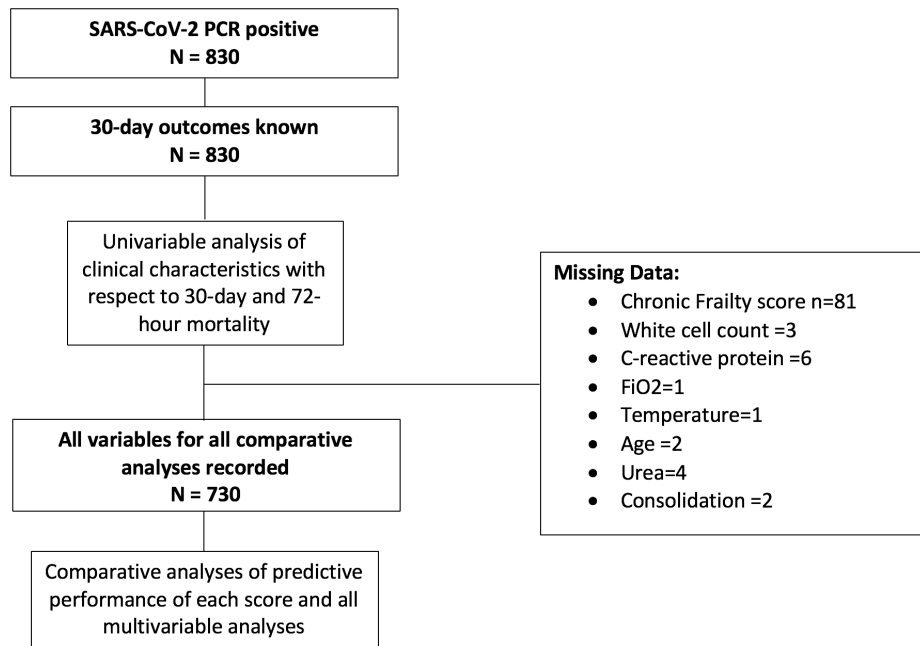 SARS-CoV-2 PCR positive
N = 830
30-day outcomes known
N = 830
Univariable analysis of
clinical characteristics with
respect to 30-day and 72-
hour mortality
Missing Data:
• Chronic Frailty score n=81
• White cell count =3
• C-reactive protein =6
• FiO2=1
• Temperature=1
• Age =2
• Urea=4
• Consolidation =2
All variables for all comparative
analyses recorded
N = 730
Comparative analyses of predictive
performance of each score and all
multivariable analyses